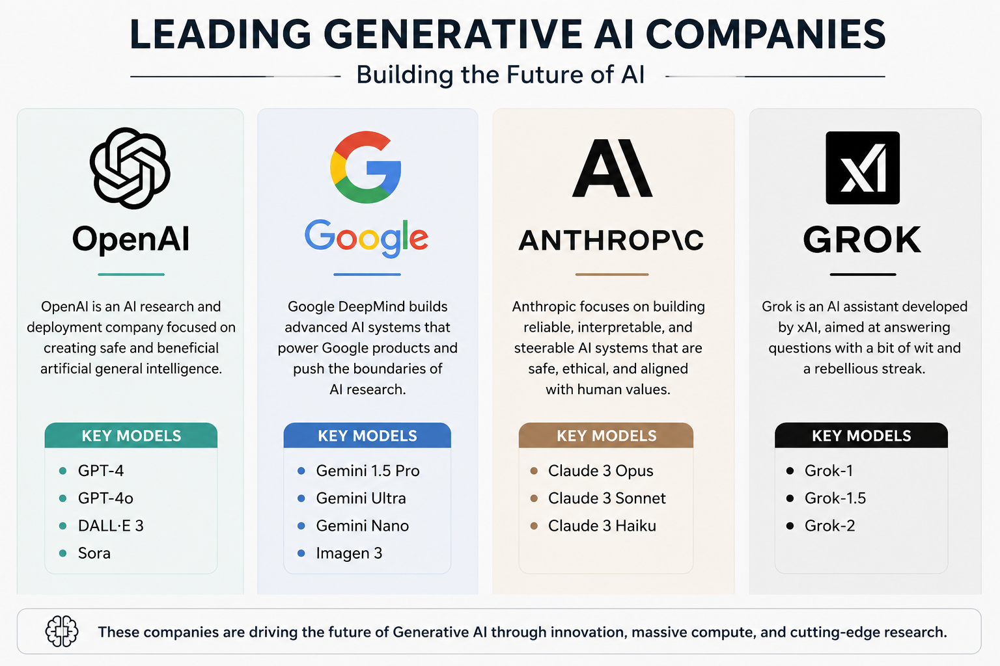 LEADING GENERATIVE AI COMPANIES
Building the Future of AI
OpenAI
OpenAI is an AI research and
deployment company focused on
creating safe and beneficial
artificial general intelligence.
KEY MODELS
GPT-4
GPT-4o
DALL·E 3
Sora
G
Google
Google DeepMind builds
advanced AI systems that
power Google products and
push the boundaries of
AI research.
KEY MODELS
Gemini 1.5 Pro
Gemini Ultra
Gemini Nano
Imagen 3
A\
ANTHROP\C
Anthropic focuses on building
reliable, interpretable, and
steerable AI systems that are
safe, ethical, and aligned
with human values.
KEY MODELS
Claude 3 Opus
Claude 3 Sonnet
Claude 3 Haiku
xAI
GROK
Grok is an AI assistant developed
by xAI, aimed at answering
questions with a bit of wit and
a rebellious streak.
KEY MODELS
Grok-1
Grok-1.5
Grok-2
These companies are driving the future of Generative AI through innovation, massive compute, and cutting-edge research.